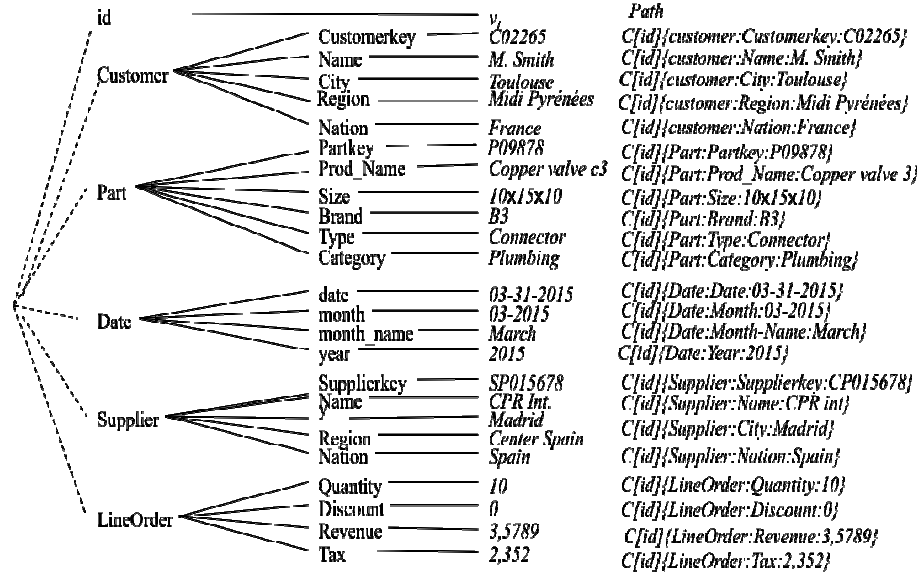 Path
id v_i
Customerkey C02265 C[id]{customer:Customerkey:C02265}
Name M. Smith C[id]{customer:Name:M. Smith}
Customer City Toulouse C[id]{customer:City:Toulouse}
Region Midi Pyrénées C[id]{customer:Region:Midi Pyrénées}
Nation France C[id]{customer:Nation:France}
Partkey P09878 C[id]{Part:Partkey:P09878}
Prod_Name Copper valve c3 C[id]{Part:Prod_Name:Copper valve 3}
Part Size 10x15x10 C[id]{Part:Size:10x15x10}
Brand B3 C[id]{Part:Brand:B3}
Type Connector C[id]{Part:Type:Connector}
Category Plumbing C[id]{Part:Category:Plumbing}
date 03-31-2015 C[id]{Date:Date:03-31-2015}
month 03-2015 C[id]{Date:Month:03-2015}
Date month_name March C[id]{Date:Month-Name:March}
year 2015 C[id]{Date:Year:2015}
Supplierkey SP015678 C[id]{Supplier:Supplierkey:CP015678}
Name CPR Int. C[id]{Supplier:Name:CPR int}
Supplier y Madrid C[id]{Supplier:City:Madrid}
Region Center Spain
Nation Spain C[id]{Supplier:Nation:Spain}
Quantity 10 C[id]{LineOrder:Quantity:10}
Discount 0 C[id]{LineOrder:Discount:0}
LineOrder Revenue 3,5789 C[id]{LineOrder:Revenue:3,5789}
Tax 2,352 C[id]{LineOrder:Tax:2,352}